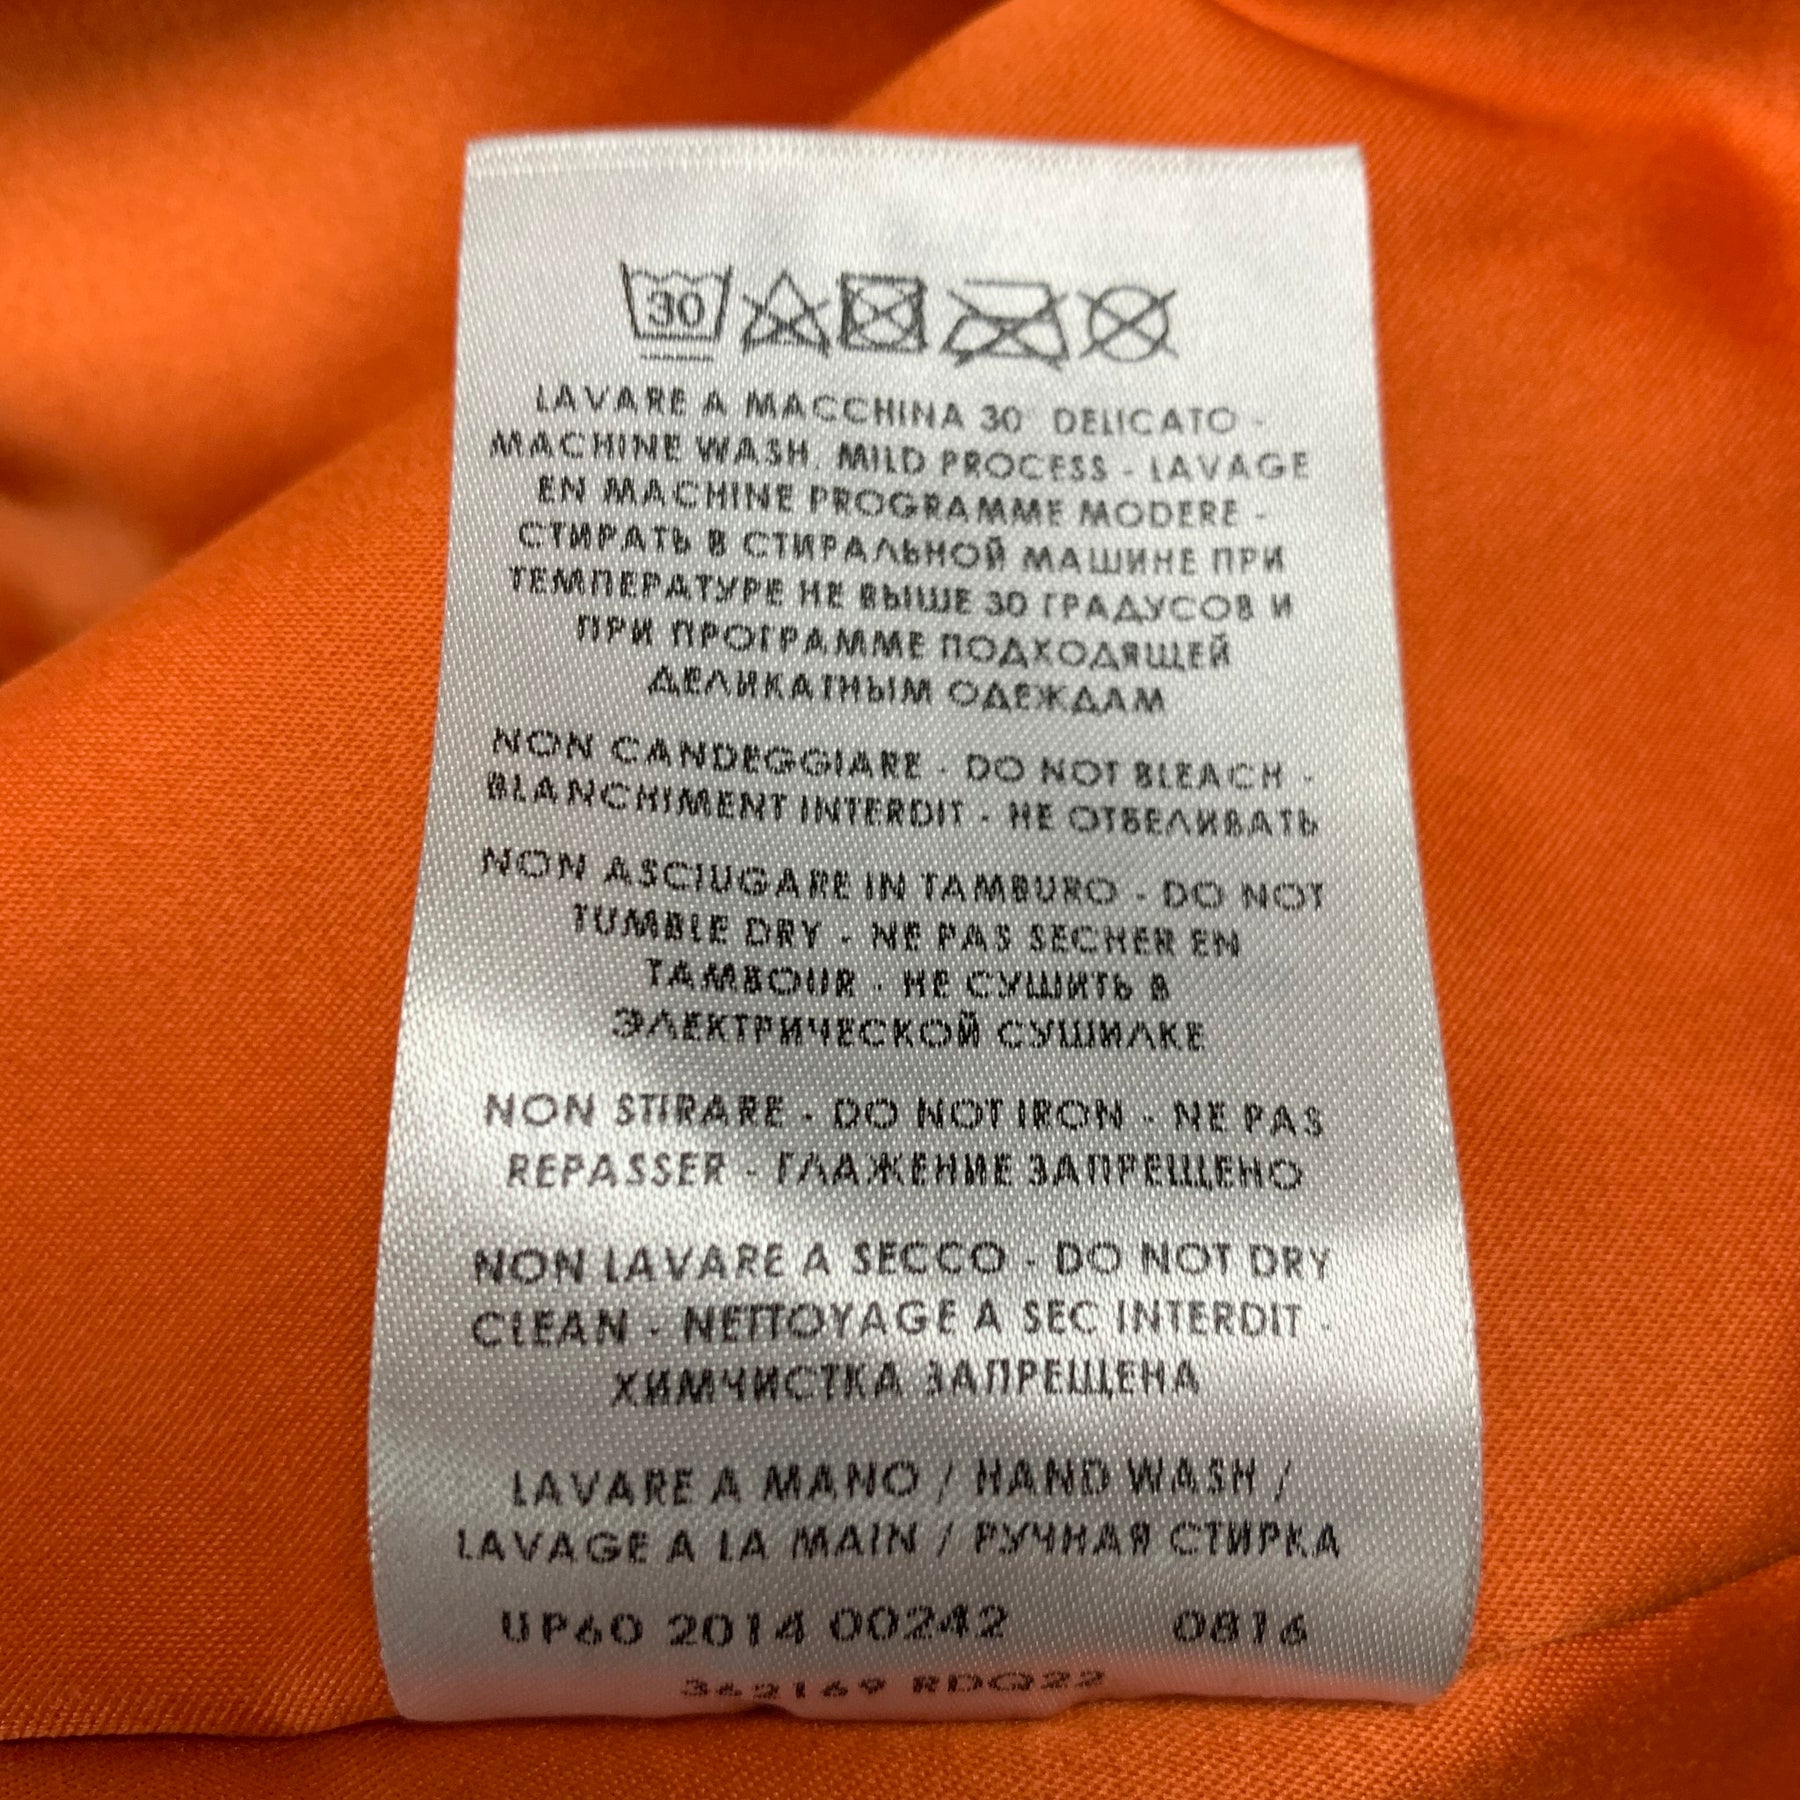 30
LAVARE A MACCHINA 30° DELICATO -
MACHINE WASH, MILD PROCESS - LAVAGE
EN MACHINE PROGRAMME MODERE -
СТИРАТЬ В СТИРАЛЬНОЙ МАШИНЕ ПРИ
ТЕМПЕРАТУРЕ НЕ ВЫШЕ 30 ГРАДУСОВ И
ПРИ ПРОГРАММЕ ПОДХОДЯЩЕЙ
ДЕЛИКАТНЫМ ОДЕЖДАМ
NON CANDEGGIARE - DO NOT BLEACH -
BLANCHIMENT INTERDIT - НЕ ОТБЕЛИВАТЬ
NON ASCIUGARE IN TAMBURO - DO NOT
TUMBLE DRY - NE PAS SECHER EN
TAMBOUR - НЕ СУШИТЬ В
ЭЛЕКТРИЧЕСКОЙ СУШИЛКЕ
NON STIRARE - DO NOT IRON - NE PAS
REPASSER - ГЛАЖЕНИЕ ЗАПРЕЩЕНО
NON LAVARE A SECCO - DO NOT DRY
CLEAN - NETTOYAGE A SEC INTERDIT -
ХИМЧИСТКА ЗАПРЕЩЕНА
LAVARE A MANO / HAND WASH /
LAVAGE A LA MAIN / РУЧНАЯ СТИРКА
UP60 2014 00242 0816
362169 RDO22